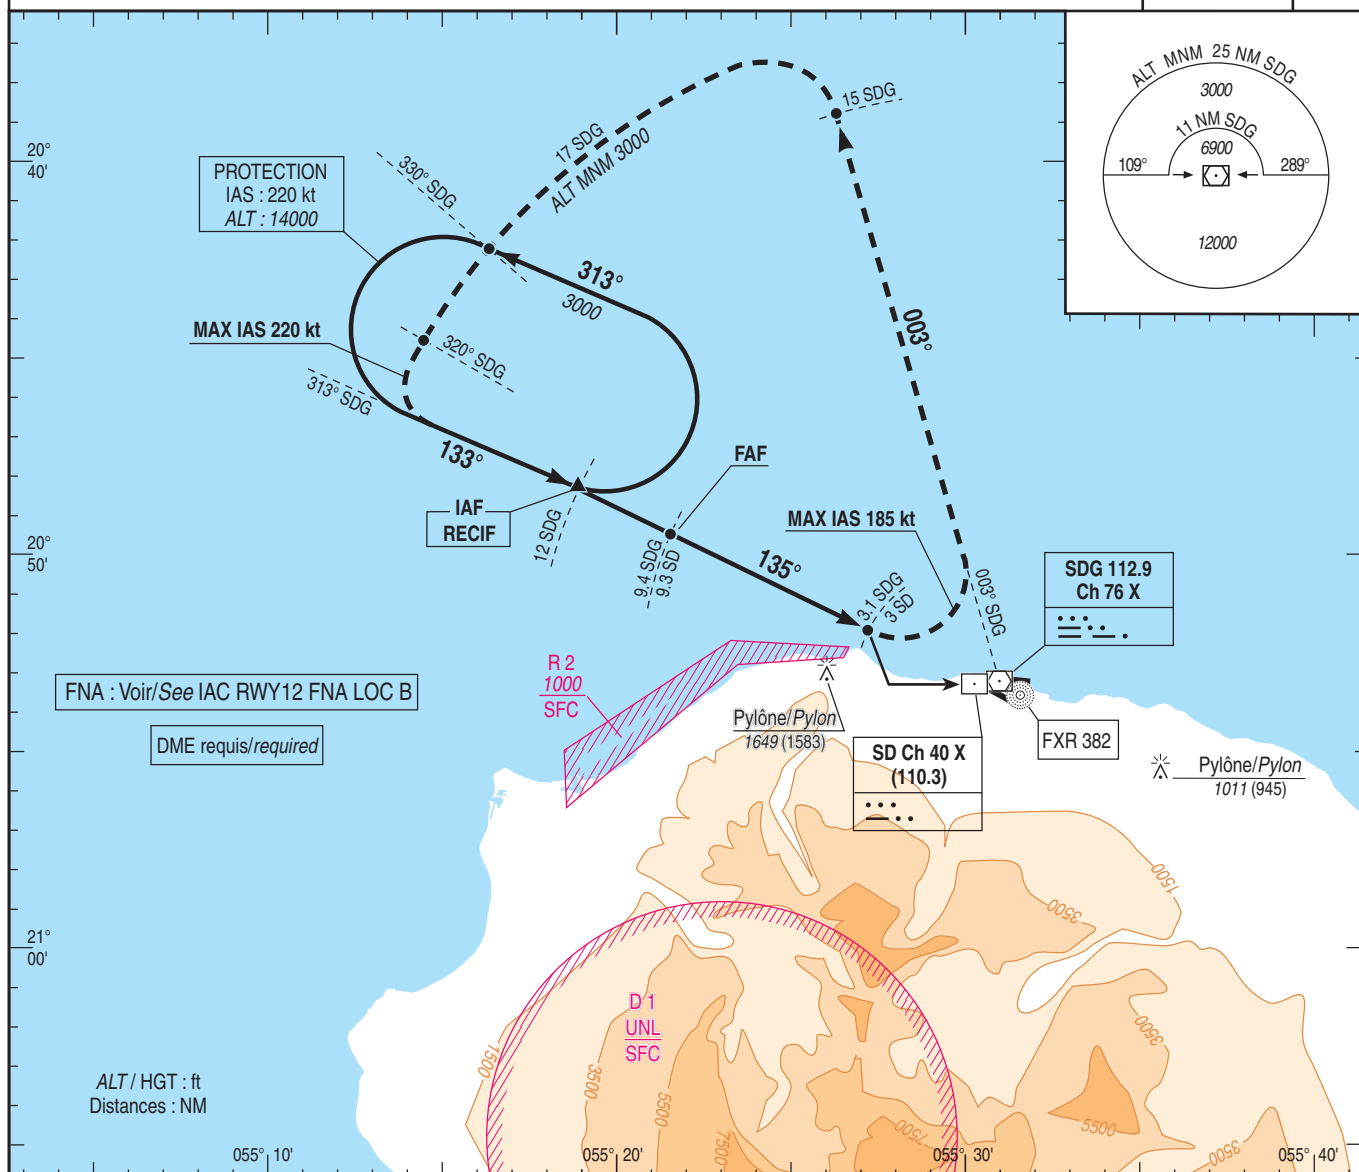 ALT MNM 25 NM SDG
3000
11 NM SDG
6900
109°
289°
12000
15 SDG
17 SDG
ALT MNM 3000
20°
40'
330° SDG
PROTECTION
IAS : 220 kt
ALT : 14000
313°
3000
003°
MAX IAS 220 kt
320° SDG
313° SDG
133°
FAF
IAF
RECIF
12 SDG
MAX IAS 185 kt
20°
50'
9.4 SDG
9.3 SD
135°
003° SDG
SDG 112.9
Ch 76 X
3.1 SDG
3 SD
R 2
1000
SFC
FNA : Voir/See IAC RWY12 FNA LOC B
DME requis/required
Pylône/Pylon
1649 (1583)
SD Ch 40 X
(110.3)
FXR 382
Pylône/Pylon
1011 (945)
1500
3500
21°
00'
D 1
UNL
SFC
3500
1500
3500
5500
5500
7500
7500
3500
ALT / HGT : ft
Distances : NM
055° 10'
055° 20'
055° 30'
055° 40'